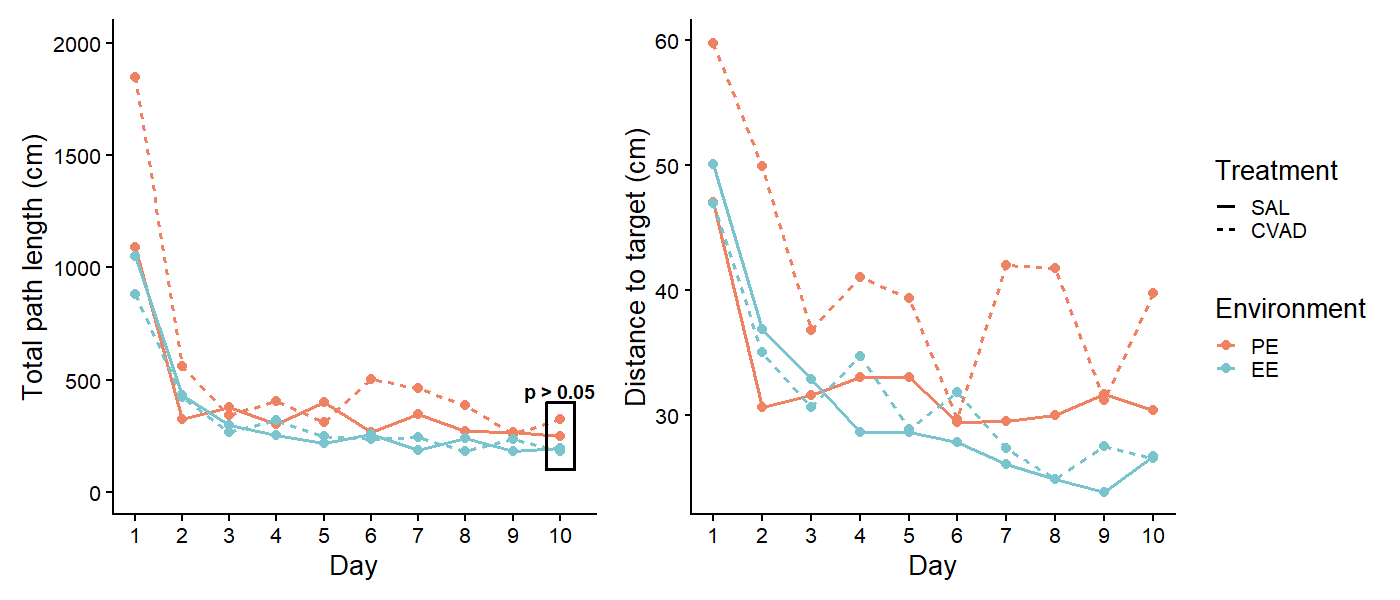 Total path length (cm)
2000
1500
1000
500
0
p > 0.05
1 2 3 4 5 6 7 8 9 10
Day
Distance to target (cm)
60
50
40
30
1 2 3 4 5 6 7 8 9 10
Day
Treatment
SAL
CVAD
Environment
PE
EE